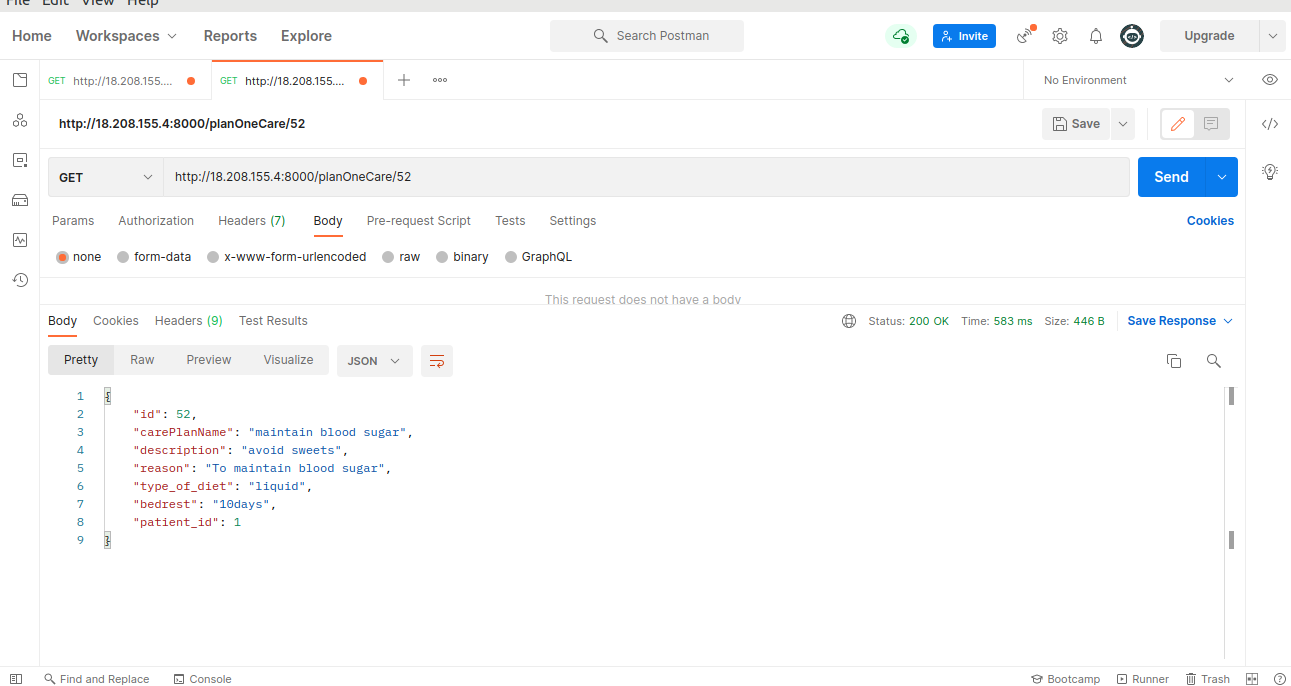 File Edit View Help
Home Workspaces Reports Explore Search Postman Invite Upgrade
GET http://18.208.155.... GET http://18.208.155.... No Environment
http://18.208.155.4:8000/planOneCare/52 Save
GET http://18.208.155.4:8000/planOneCare/52 Send
Params Authorization Headers (7) Body Pre-request Script Tests Settings Cookies
none form-data x-www-form-urlencoded raw binary GraphQL
This request does not have a body
Body Cookies Headers (9) Test Results Status: 200 OK Time: 583 ms Size: 446 B Save Response
Pretty Raw Preview Visualize JSON
1 {
2 "id": 52,
3 "carePlanName": "maintain blood sugar",
4 "description": "avoid sweets",
5 "reason": "To maintain blood sugar",
6 "type_of_diet": "liquid",
7 "bedrest": "10days",
8 "patient_id": 1
9 }
Find and Replace Console Bootcamp Runner Trash